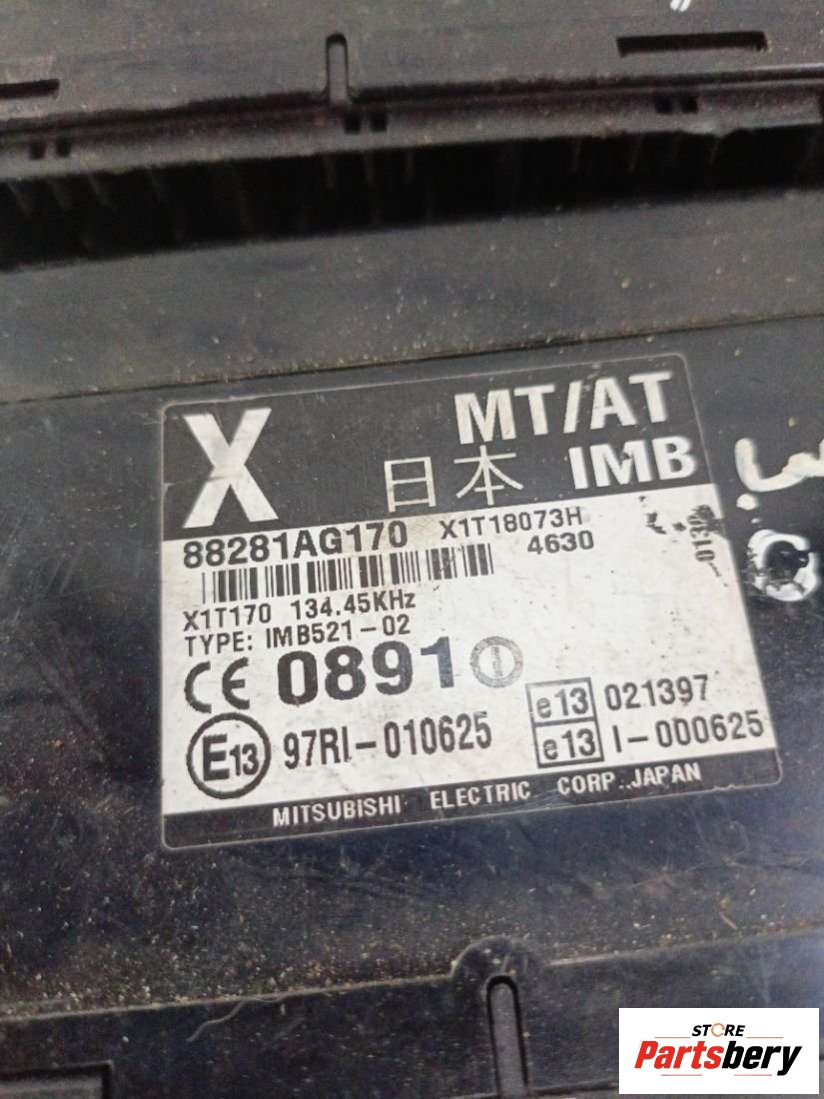 X MT/AT
日本 IMB
88281AG170 X1T18073H
4630
X1T170 134.45KHz
TYPE: IMB521-02
CE 0891
E13 97RI-010625
e13 021397
e13 I-000625
MITSUBISHI ELECTRIC CORP., JAPAN
STORE
Partsbery